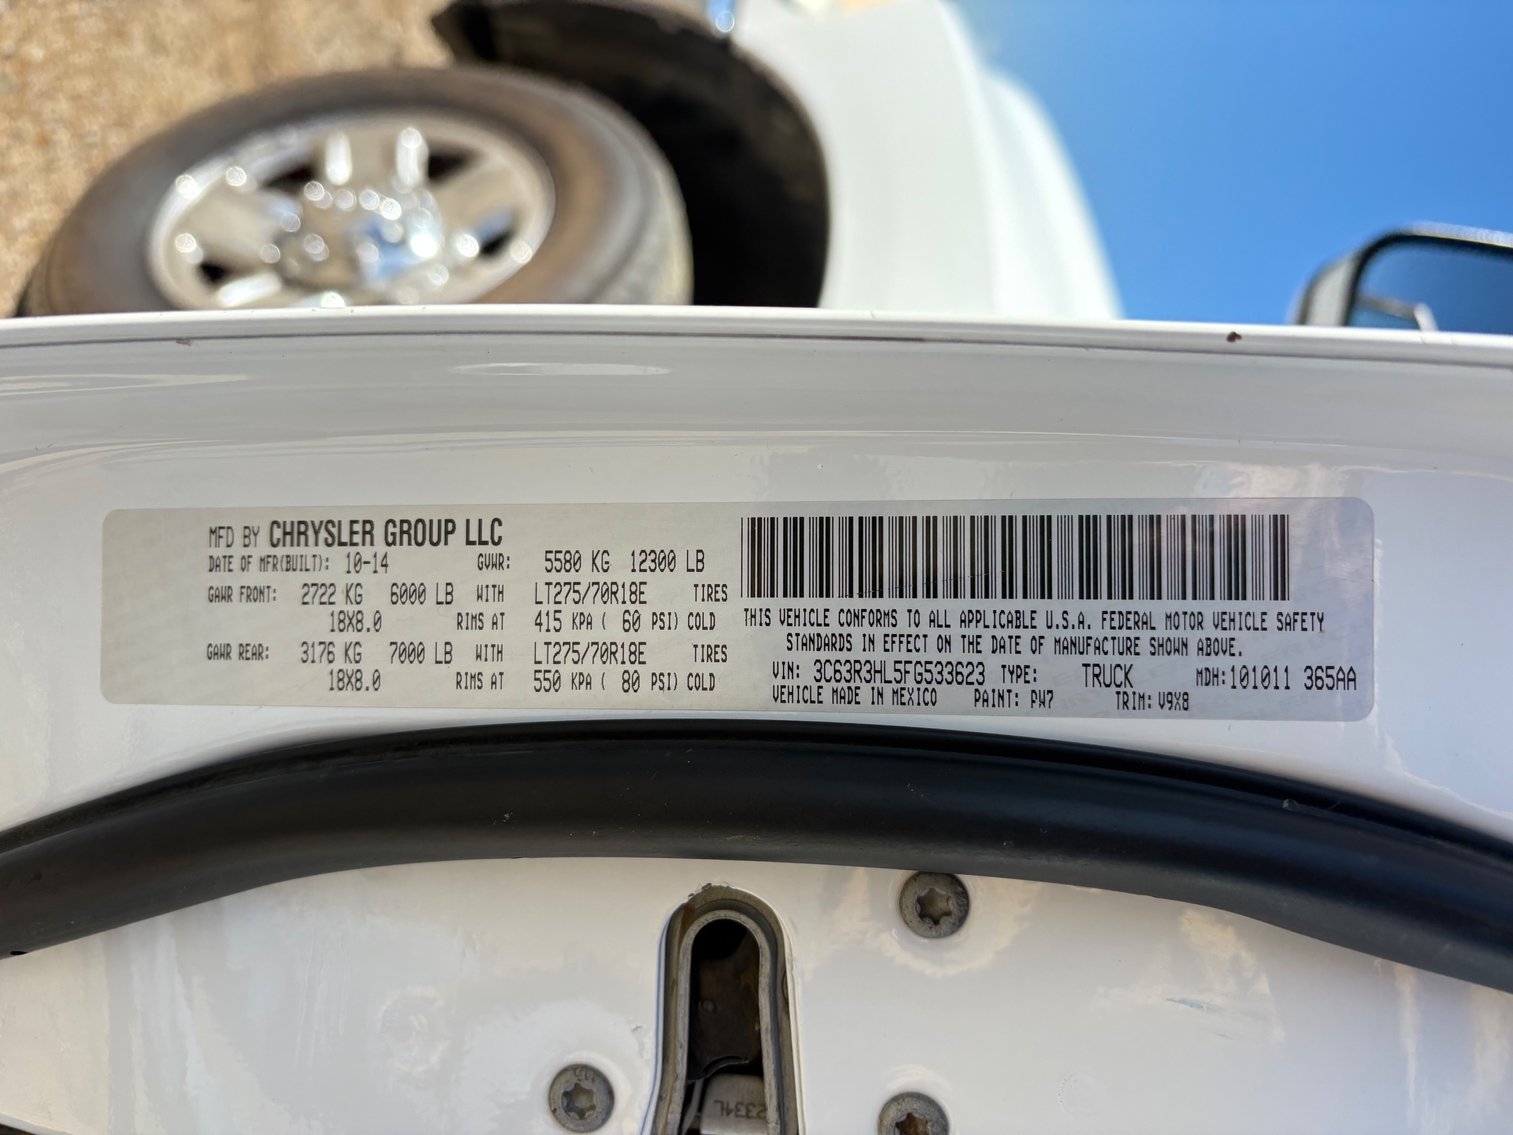 MFD BY CHRYSLER GROUP LLC
DATE OF MFR(BUILT): 10-14 GVWR: 5580 KG 12300 LB
GAWR FRONT: 2722 KG 6000 LB WITH LT275/70R18E TIRES
18X8.0 RIMS AT 415 KPA ( 60 PSI) COLD
GAWR REAR: 3176 KG 7000 LB WITH LT275/70R18E TIRES
18X8.0 RIMS AT 550 KPA ( 80 PSI) COLD
THIS VEHICLE CONFORMS TO ALL APPLICABLE U.S.A. FEDERAL MOTOR VEHICLE SAFETY
STANDARDS IN EFFECT ON THE DATE OF MANUFACTURE SHOWN ABOVE.
VIN: 3C63R3HL5FG533623 TYPE: TRUCK MDH:101011 365AA
VEHICLE MADE IN MEXICO PAINT: PW7 TRIM: V9X8